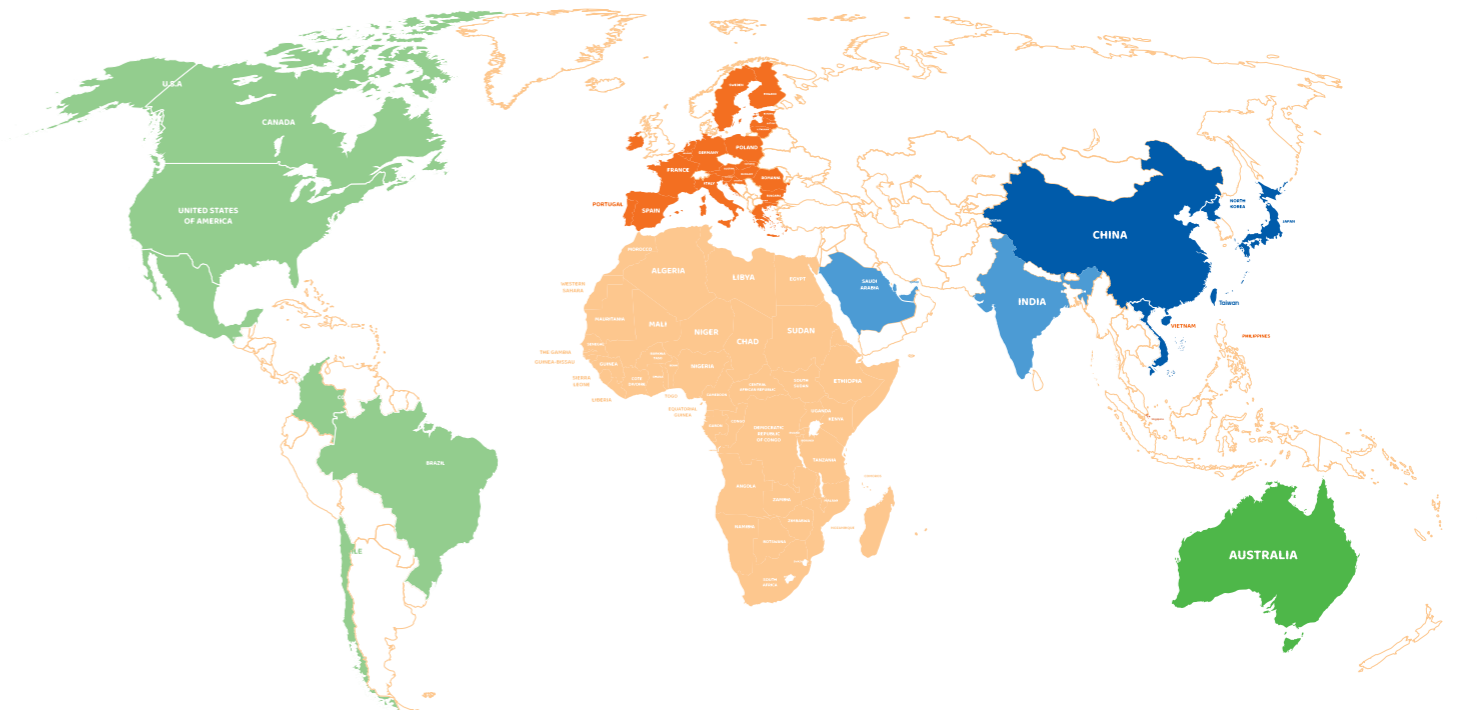 U.S.A
CANADA
UNITED STATES
OF AMERICA
BRAZIL
LE
GERMANY
POLAND
FRANCE
ITALY
ROMANIA
PORTUGAL
SPAIN
MOROCCO
ALGERIA
LIBYA
EGYPT
WESTERN
SAHARA
MAURITANIA
MALI
NIGER
CHAD
SUDAN
THE GAMBIA
GUINEA-BISSAU
GUINEA
SIERRA
LEONE
LIBERIA
COTE
TOGO
NIGERIA
EQUATORIAL
GUINEA
CENTRAL
AFRICAN REPUBLIC
SOUTH
SUDAN
ETHIOPIA
UGANDA
KENYA
GABON
DEMOCRATIC
REPUBLIC
OF CONGO
TANZANIA
ANGOLA
ZAMBIA
NAMIBIA
BOTSWANA
SOUTH
AFRICA
SAUDI
ARABIA
INDIA
CHINA
NORTH
KOREA
JAPAN
Taiwan
VIETNAM
PHILIPPINES
AUSTRALIA